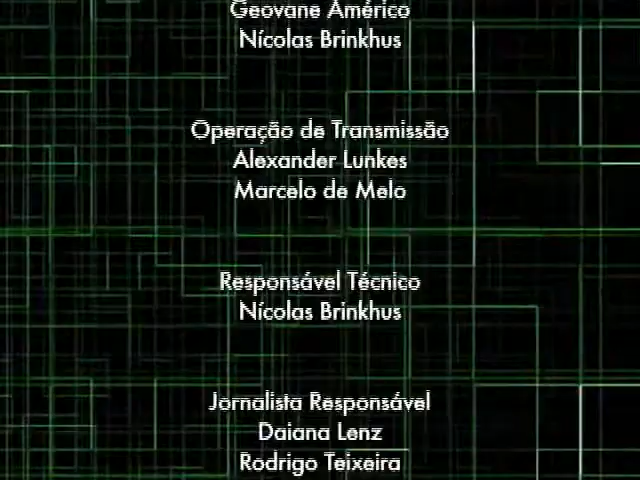 Geovane Américo
Nícolas Brinkhus
Operação de Transmissão
Alexander Lunkes
Marcelo de Melo
Responsável Técnico
Nícolas Brinkhus
Jornalista Responsável
Daiana Lenz
Rodrigo Teixeira